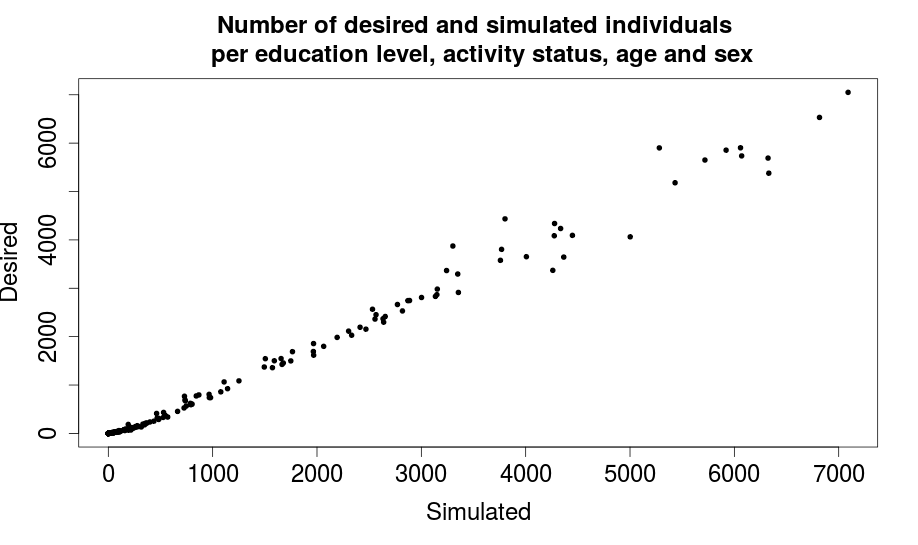 Number of desired and simulated individuals
per education level, activity status, age and sex
6000
4000
2000
0
Desired
0 1000 2000 3000 4000 5000 6000 7000
Simulated